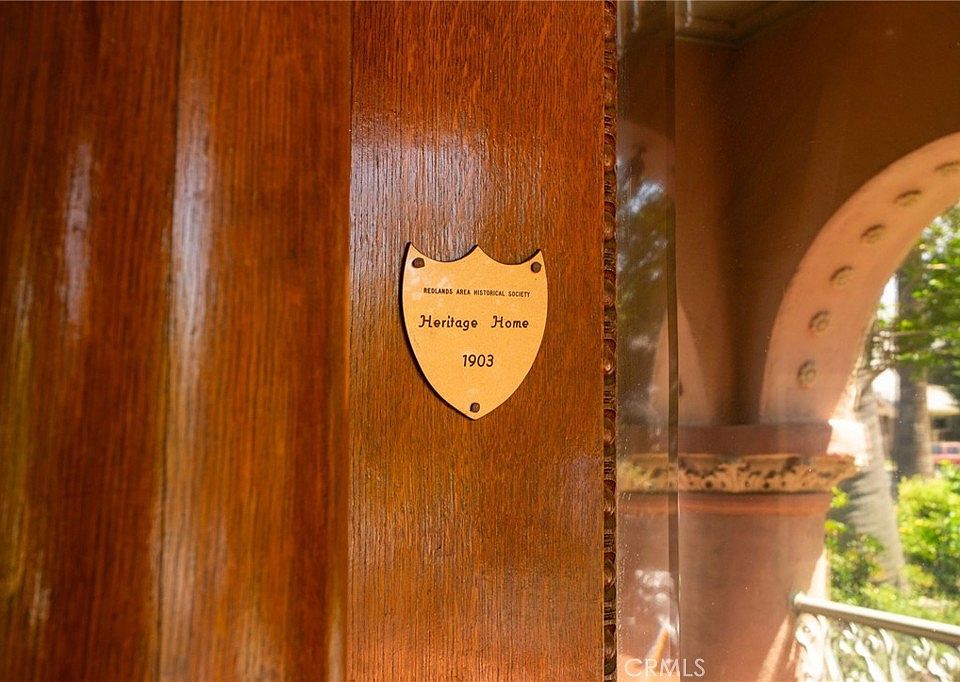 REDLANDS AREA HISTORICAL SOCIETY
Heritage Home
1903
CRMLS